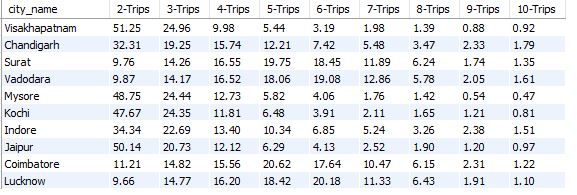 city_name 2-Trips 3-Trips 4-Trips 5-Trips 6-Trips 7-Trips 8-Trips 9-Trips 10-Trips
Visakhapatnam 51.25 24.96 9.98 5.44 3.19 1.98 1.39 0.88 0.92
Chandigarh 32.31 19.25 15.74 12.21 7.42 5.48 3.47 2.33 1.79
Surat 9.76 14.26 16.55 19.75 18.45 11.89 6.24 1.74 1.35
Vadodara 9.87 14.17 16.52 18.06 19.08 12.86 5.78 2.05 1.61
Mysore 48.75 24.44 12.73 5.82 4.06 1.76 1.42 0.54 0.47
Kochi 47.67 24.35 11.81 6.48 3.91 2.11 1.65 1.21 0.81
Indore 34.34 22.69 13.40 10.34 6.85 5.24 3.26 2.38 1.51
Jaipur 50.14 20.73 12.12 6.29 4.13 2.52 1.90 1.20 0.97
Coimbatore 11.21 14.82 15.56 20.62 17.64 10.47 6.15 2.31 1.22
Lucknow 9.66 14.77 16.20 18.42 20.18 11.33 6.43 1.91 1.10